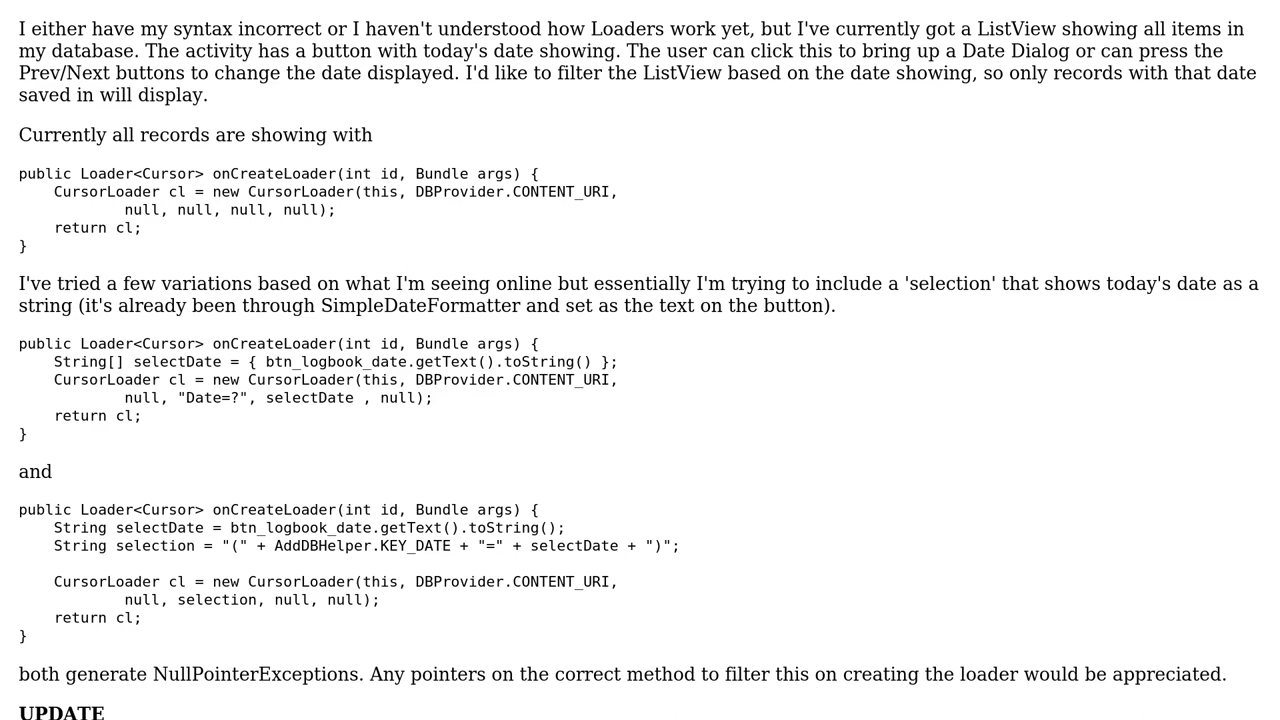 I either have my syntax incorrect or I haven't understood how Loaders work yet, but I've currently got a ListView showing all items in
my database. The activity has a button with today's date showing. The user can click this to bring up a Date Dialog or can press the
Prev/Next buttons to change the date displayed. I'd like to filter the ListView based on the date showing, so only records with that date
saved in will display.
Currently all records are showing with
public Loader<Cursor> onCreateLoader(int id, Bundle args) {
    CursorLoader cl = new CursorLoader(this, DBProvider.CONTENT_URI,
            null, null, null, null);
    return cl;
}
I've tried a few variations based on what I'm seeing online but essentially I'm trying to include a 'selection' that shows today's date as a
string (it's already been through SimpleDateFormatter and set as the text on the button).
public Loader<Cursor> onCreateLoader(int id, Bundle args) {
    String[] selectDate = { btn_logbook_date.getText().toString() };
    CursorLoader cl = new CursorLoader(this, DBProvider.CONTENT_URI,
            null, "Date=?", selectDate , null);
    return cl;
}
and
public Loader<Cursor> onCreateLoader(int id, Bundle args) {
    String selectDate = btn_logbook_date.getText().toString();
    String selection = "(" + AddDBHelper.KEY_DATE + "=" + selectDate + ")";
    CursorLoader cl = new CursorLoader(this, DBProvider.CONTENT_URI,
            null, selection, null, null);
    return cl;
}
both generate NullPointerExceptions. Any pointers on the correct method to filter this on creating the loader would be appreciated.
UPDATE